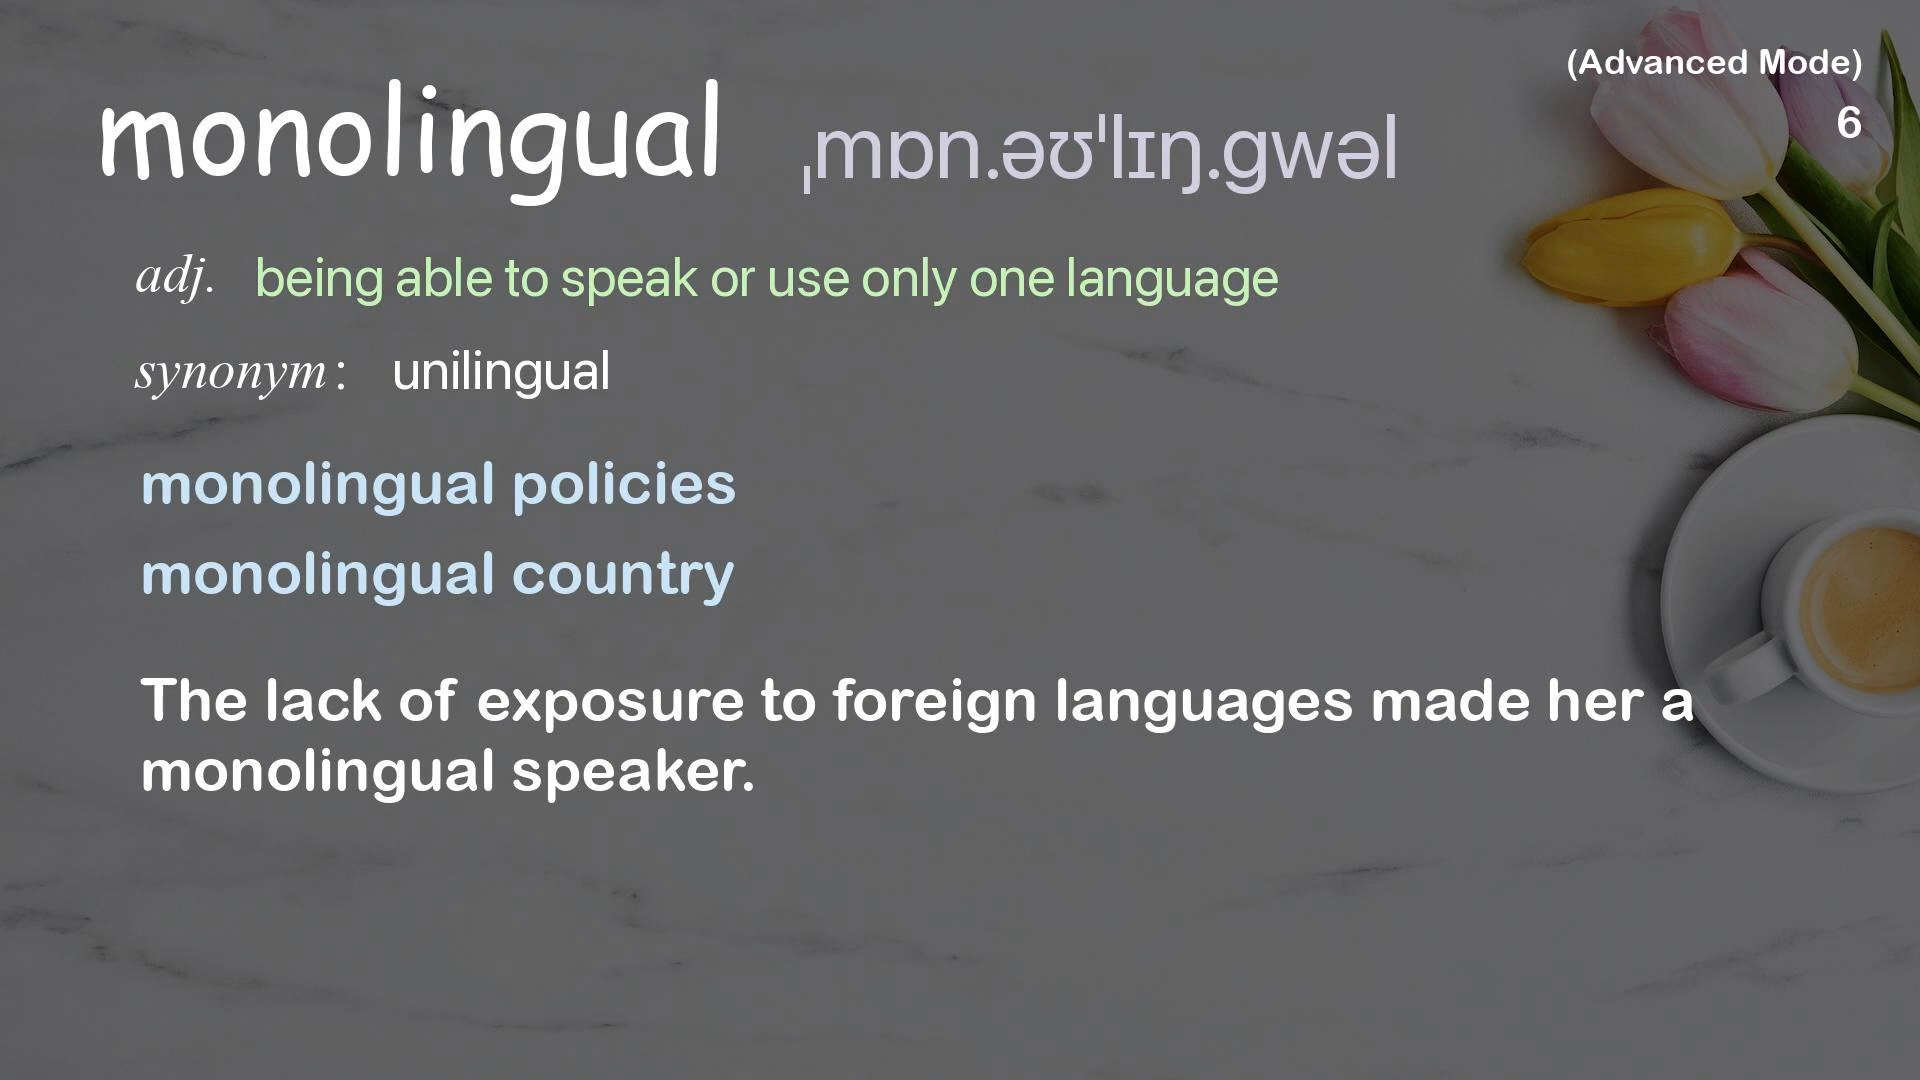 (Advanced Mode)
6
monolingual ˌmɒn.əʊˈlɪŋ.gwəl
adj. being able to speak or use only one language
synonym: unilingual
monolingual policies
monolingual country
The lack of exposure to foreign languages made her a
monolingual speaker.